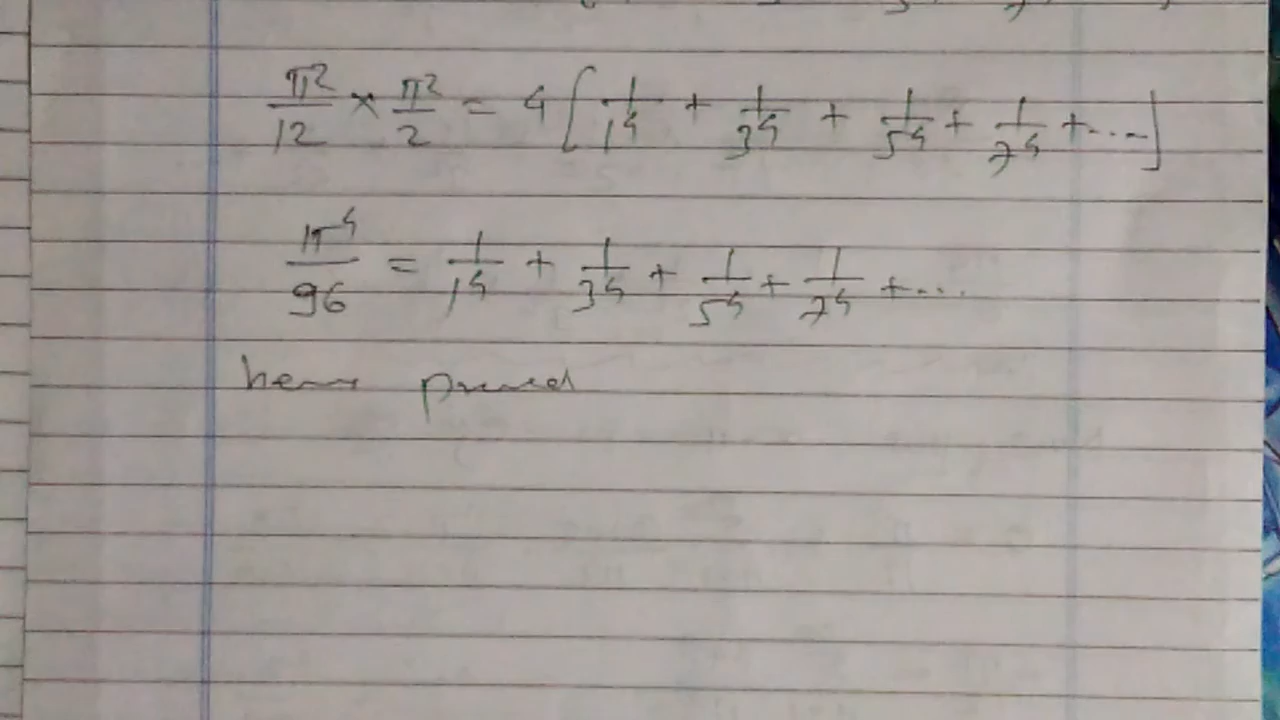 π²/12 × π²/2 = 4 [1/1⁴ + 1/3⁴ + 1/5⁴ + 1/7⁴ + ....]
π⁴/96 = 1/1⁴ + 1/3⁴ + 1/5⁴ + 1/7⁴ + ...
hence proved